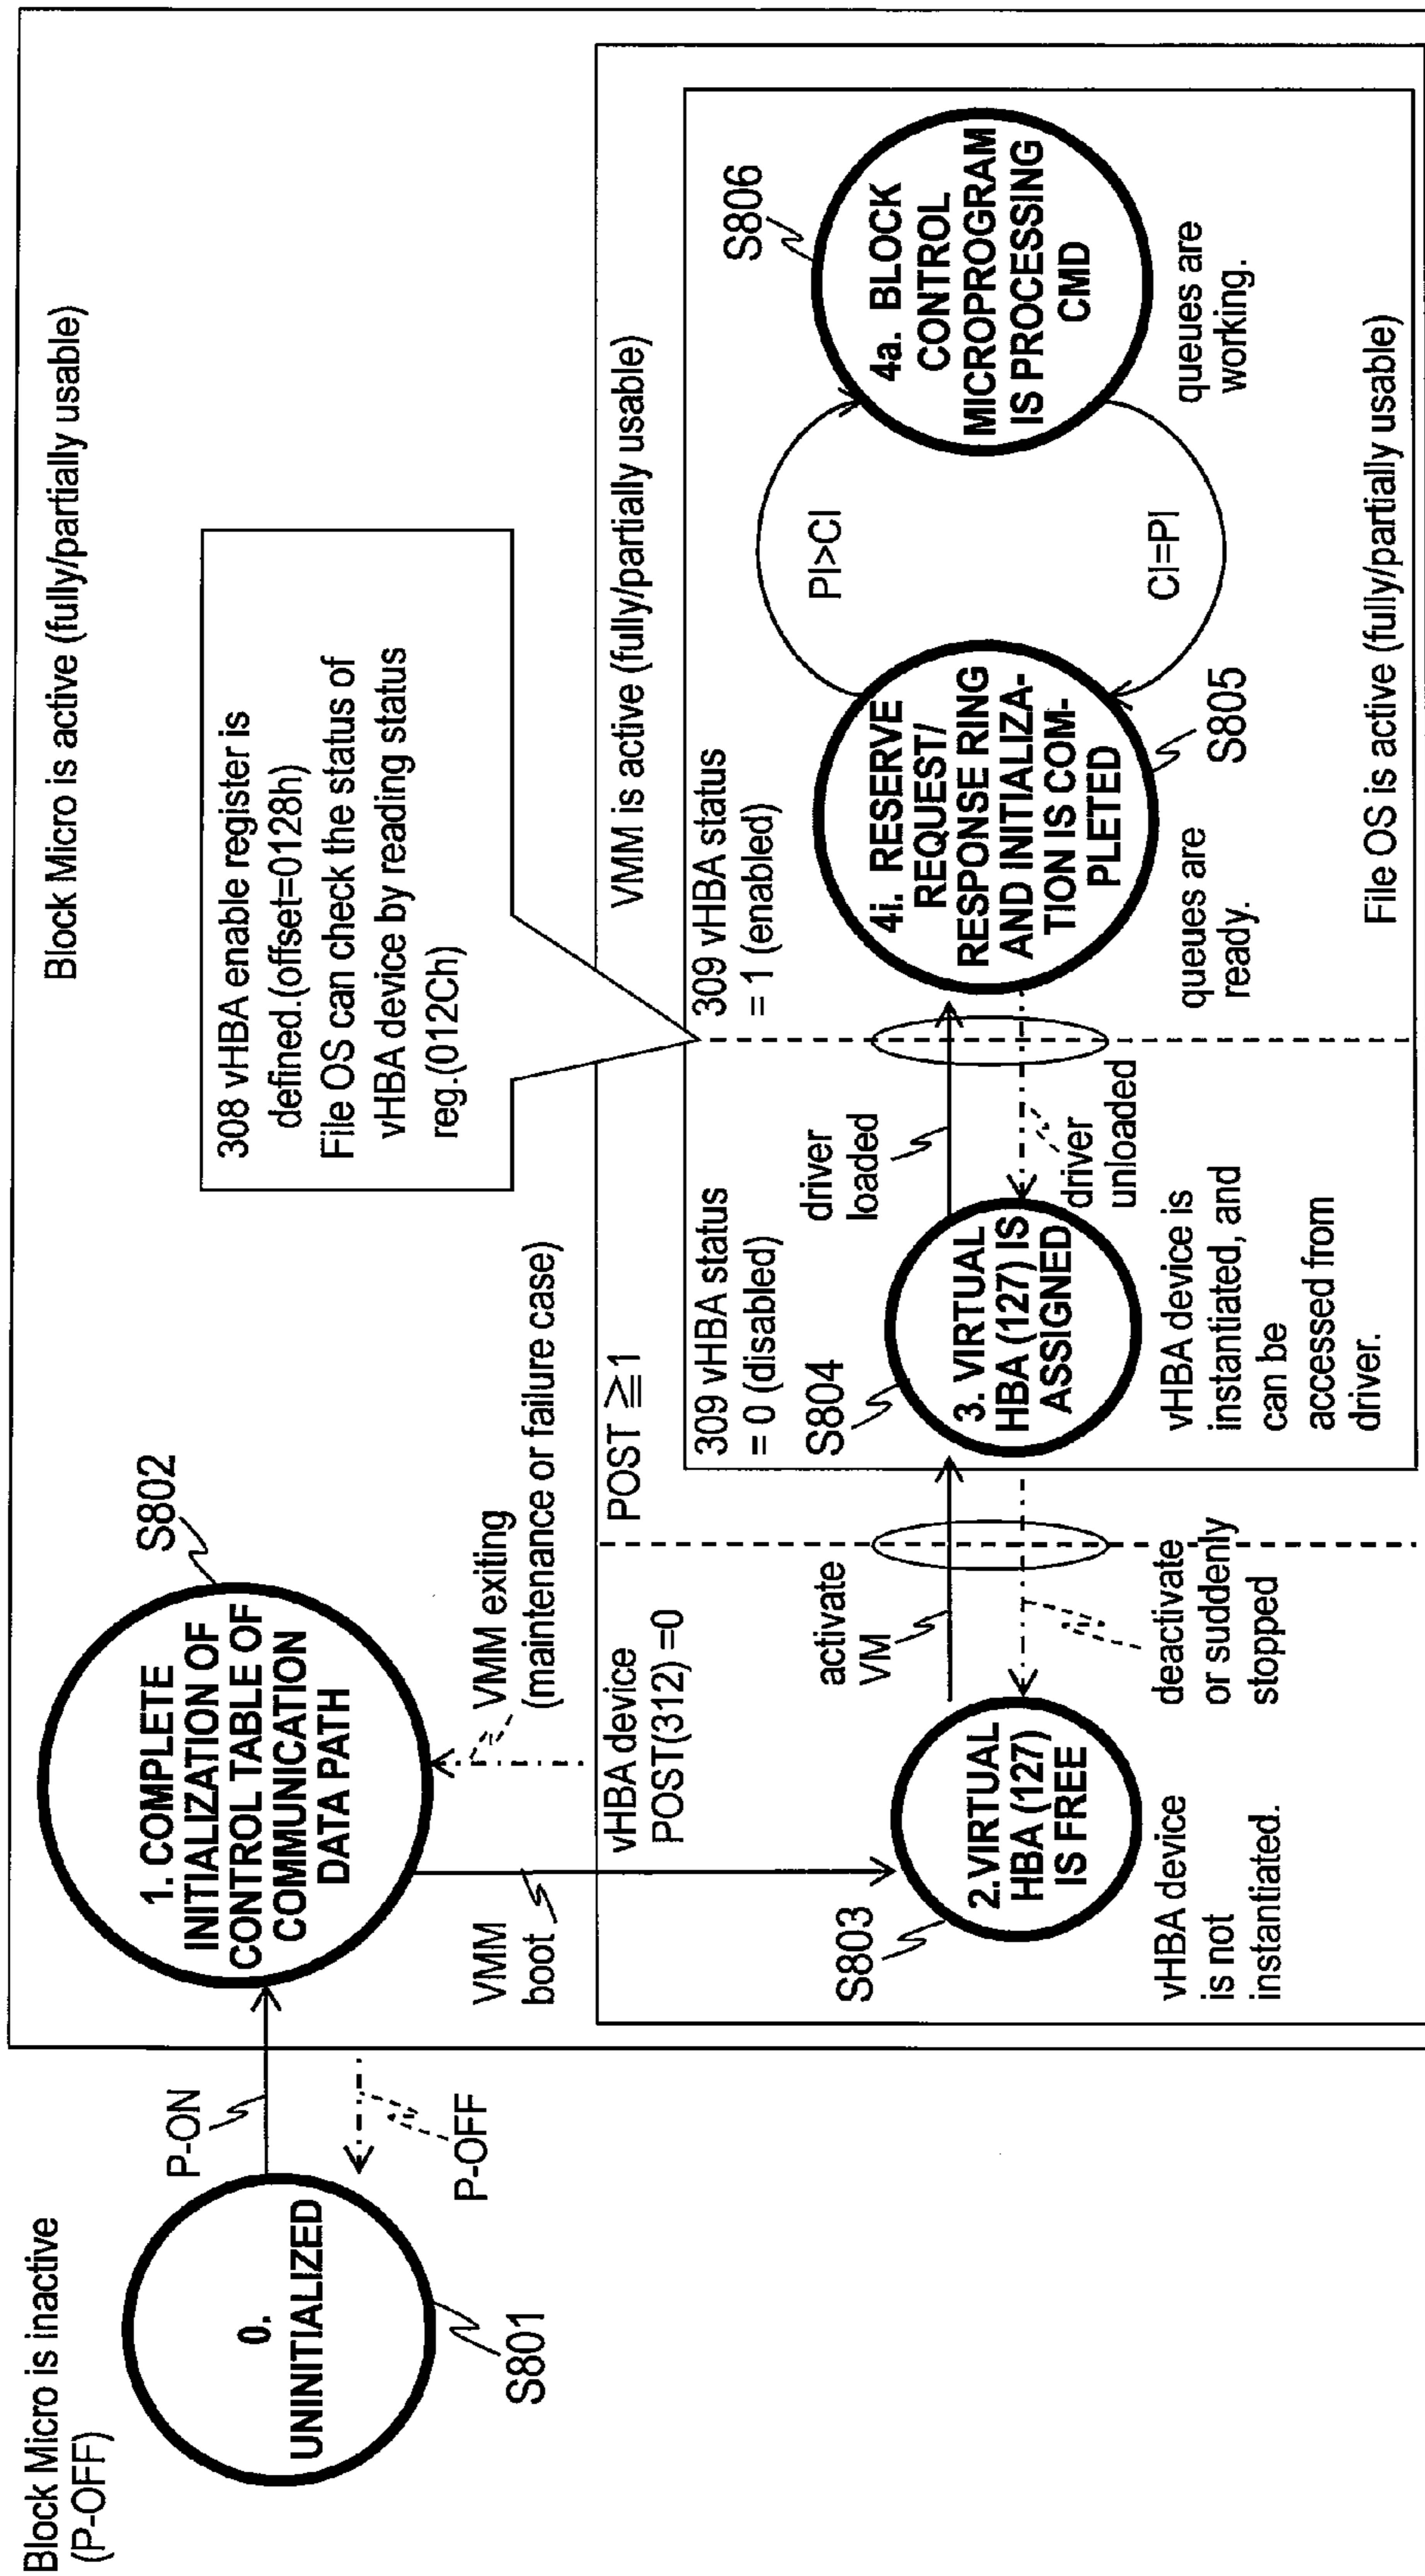 Block Micro is inactive
(P-OFF)
0.
UNINITIALIZED
S801
P-ON
P-OFF
Block Micro is active (fully/partially usable)
1. COMPLETE
INITIALIZATION OF
CONTROL TABLE OF
COMMUNICATION
DATA PATH
S802
VMM
boot
VMM exiting
(maintenance or failure case)
308 vHBA enable register is
defined.(offset=0128h)
File OS can check the status of
vHBA device by reading status
reg.(012Ch)
VMM is active (fully/partially usable)
vHBA device
POST(312) =0
POST ≧1
S803
2.VIRTUAL
HBA (127)
IS FREE
vHBA device
is not
instantiated.
activate
VM
deactivate
or suddenly
stopped
309 vHBA status
= 0 (disabled)
S804
3. VIRTUAL
HBA (127) IS
ASSIGNED
vHBA device is
instantiated, and
can be
accessed from
driver.
driver
loaded
driver
unloaded
309 vHBA status
= 1 (enabled)
4i. RESERVE
REQUEST/
RESPONSE RING
AND INITIALIZA-
TION IS COM-
PLETED
S805
queues are
ready.
PI>CI
CI=PI
S806
4a. BLOCK
CONTROL
MICROPROGRAM
IS PROCESSING
CMD
queues are
working.
File OS is active (fully/partially usable)